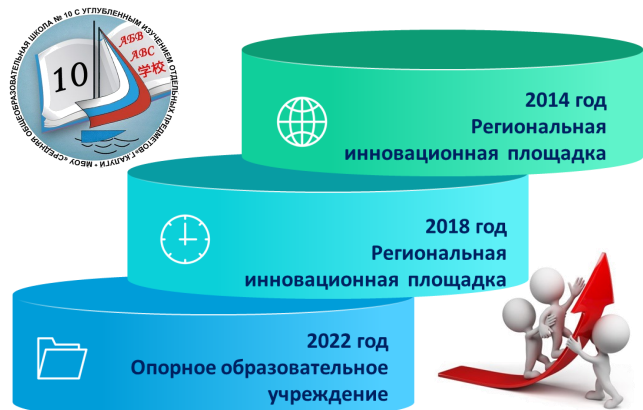 МБОУ «СРЕДНЯЯ ОБЩЕОБРАЗОВАТЕЛЬНАЯ ШКОЛА № 10 С УГЛУБЛЕННЫМ ИЗУЧЕНИЕМ ОТДЕЛЬНЫХ ПРЕДМЕТОВ» Г.КАЛУГИ •
10
АБВ
ABC
学校
2014 год
Региональная
инновационная площадка
2018 год
Региональная
инновационная площадка
2022 год
Опорное образовательное
учреждение